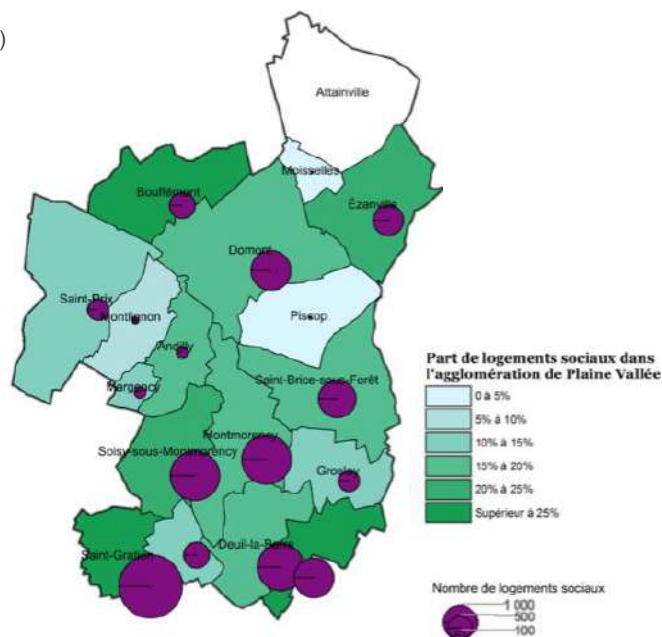 )
Attainville
Moisselles
Bouffémont
Ézanville
Domont
Saint-Prix
Montlignon
Piscop
Andilly
Margency
Saint-Brice-sous-Forêt
Montmorency
Soisy-sous-Montmorency
Groslay
Saint-Gratien
Deuil-la-Barre
Part de logements sociaux dans
l'agglomération de Plaine Vallée
0 à 5%
5% à 10%
10% à 15%
15% à 20%
20% à 25%
Supérieur à 25%
Nombre de logements sociaux
1 000
500
100